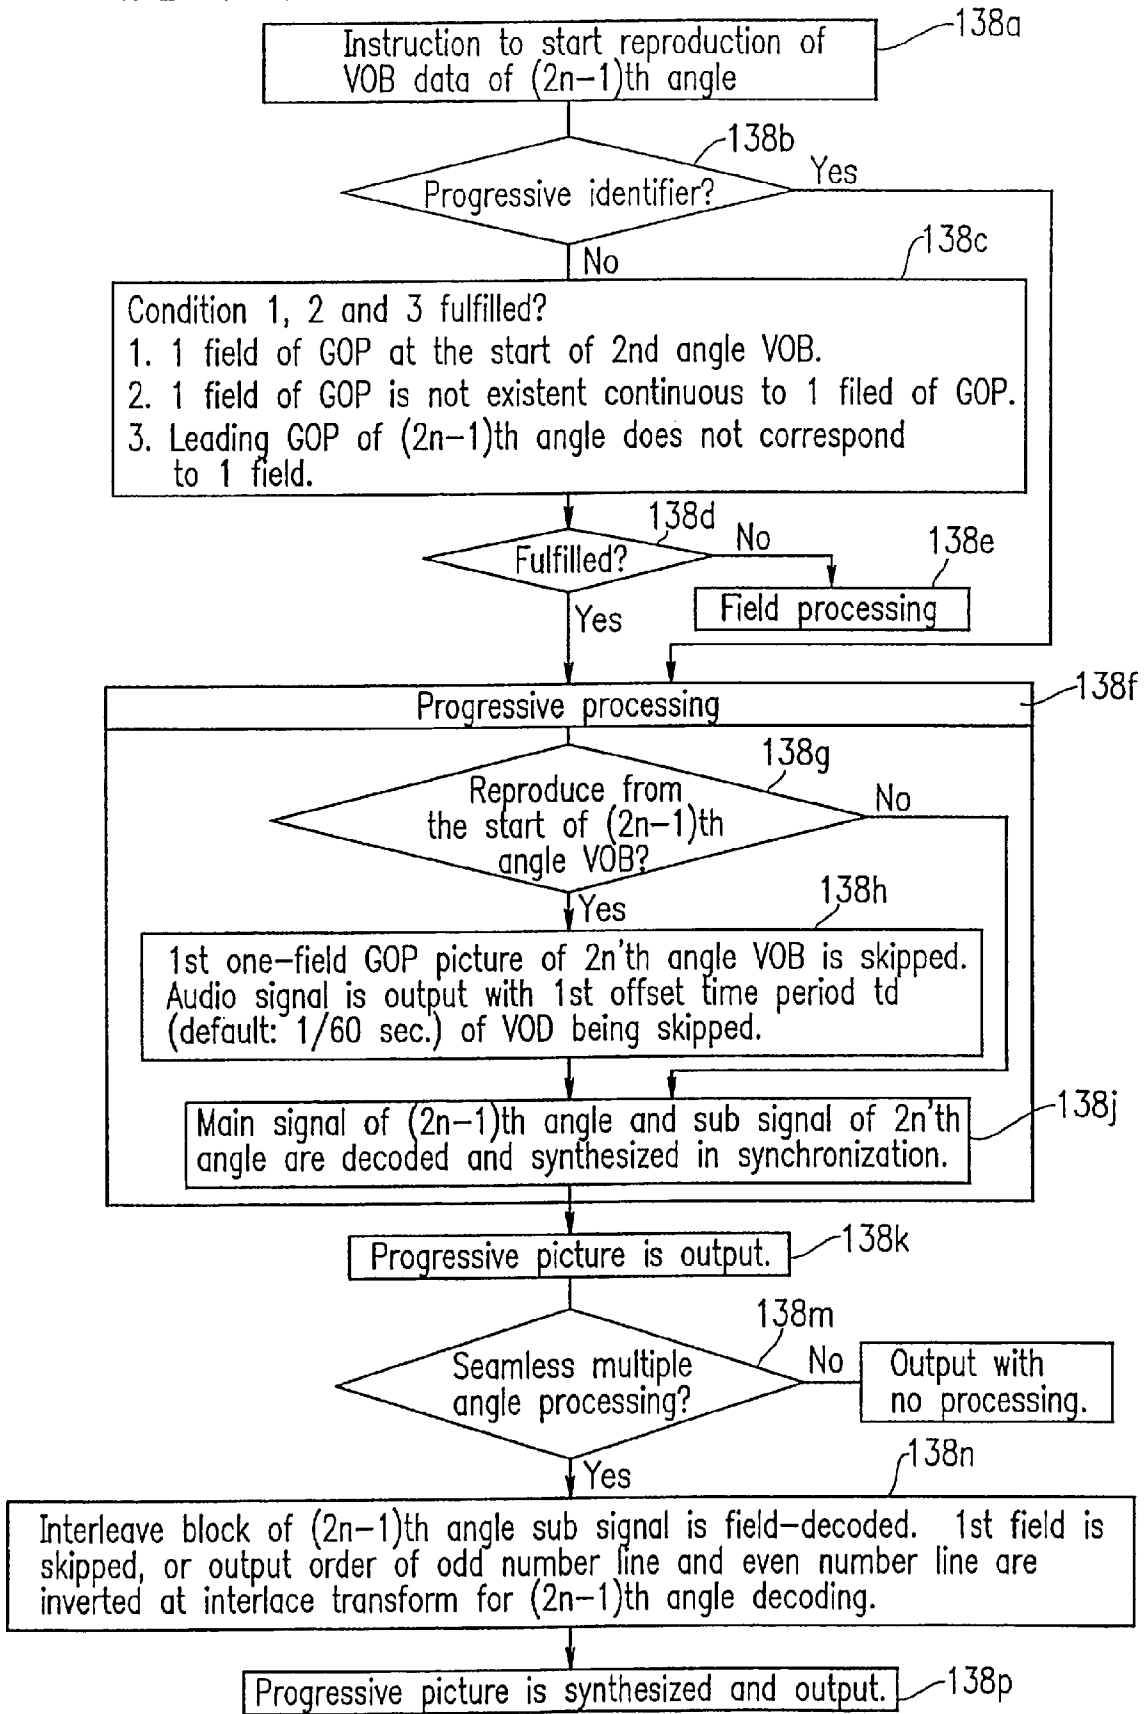 Instruction to start reproduction of
VOB data of (2n-1)th angle
138a
138b
Progressive identifier?
Yes
No
138c
Condition 1, 2 and 3 fulfilled?
1. 1 field of GOP at the start of 2nd angle VOB.
2. 1 field of GOP is not existent continuous to 1 filed of GOP.
3. Leading GOP of (2n-1)th angle does not correspond
to 1 field.
138d
Fulfilled?
No
138e
Field processing
Yes
Progressive processing
138f
138g
Reproduce from
the start of (2n-1)th
angle VOB?
No
Yes
138h
1st one-field GOP picture of 2n'th angle VOB is skipped.
Audio signal is output with 1st offset time period td
(default: 1/60 sec.) of VOD being skipped.
Main signal of (2n-1)th angle and sub signal of 2n'th
angle are decoded and synthesized in synchronization.
138j
Progressive picture is output.
138k
138m
Seamless multiple
angle processing?
No
Output with
no processing.
Yes
138n
Interleave block of (2n-1)th angle sub signal is field-decoded. 1st field is
skipped, or output order of odd number line and even number line are
inverted at interlace transform for (2n-1)th angle decoding.
Progressive picture is synthesized and output.
138p